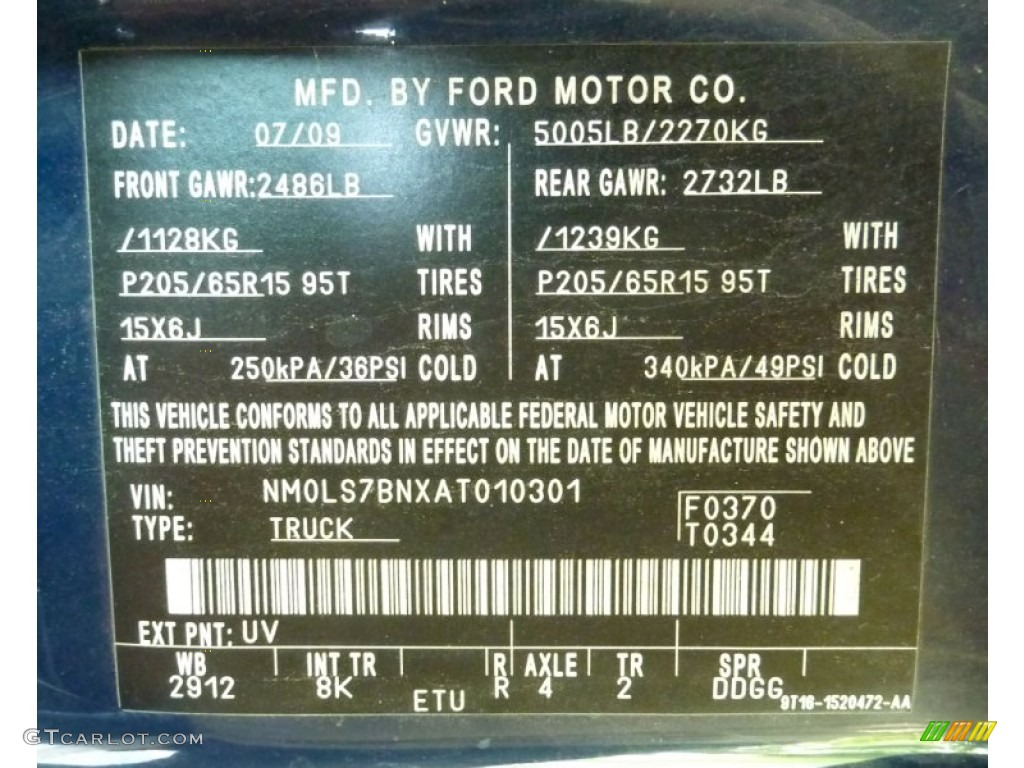 MFD. BY FORD MOTOR CO.
DATE: 07/09 GVWR: 5005LB/2270KG
FRONT GAWR:2486LB REAR GAWR: 2732LB
/1128KG WITH /1239KG WITH
P205/65R15 95T TIRES P205/65R15 95T TIRES
15X6J RIMS 15X6J RIMS
AT 250kPA/36PSI COLD AT 340kPA/49PSI COLD
THIS VEHICLE CONFORMS TO ALL APPLICABLE FEDERAL MOTOR VEHICLE SAFETY AND
THEFT PREVENTION STANDARDS IN EFFECT ON THE DATE OF MANUFACTURE SHOWN ABOVE
VIN: NM0LS7BNXAT010301
F0370
TYPE: TRUCK
T0344
EXT PNT: UV
WB INT TR R AXLE TR SPR
2912 8K R 4 2 DDGG
ETU
9T16-1520472-AA
GTCARLOT.COM